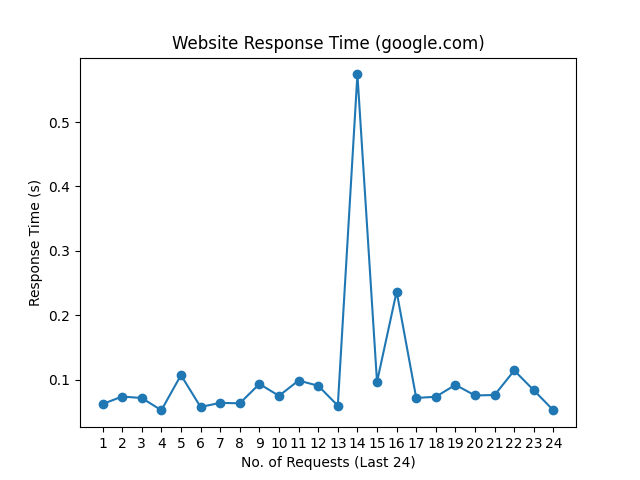 Website Response Time (google.com)
Response Time (s)
0.5
0.4
0.3
0.2
0.1
1 2 3 4 5 6 7 8 9 10 11 12 13 14 15 16 17 18 19 20 21 22 23 24
No. of Requests (Last 24)